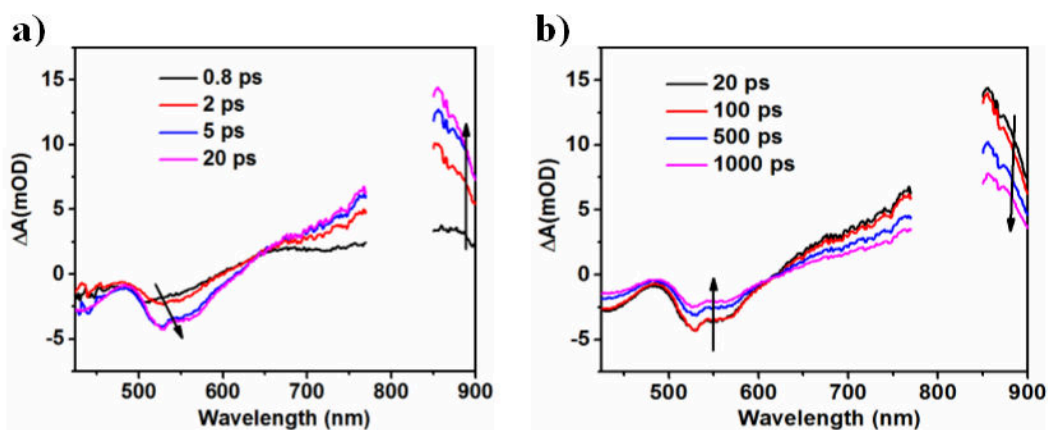 a)
0.8 ps
2 ps
5 ps
20 ps
15
10
5
0
-5
ΔA(mOD)
500 600 700 800 900
Wavelength (nm)
b)
20 ps
100 ps
500 ps
1000 ps
15
10
5
0
-5
ΔA(mOD)
500 600 700 800 900
Wavelength (nm)